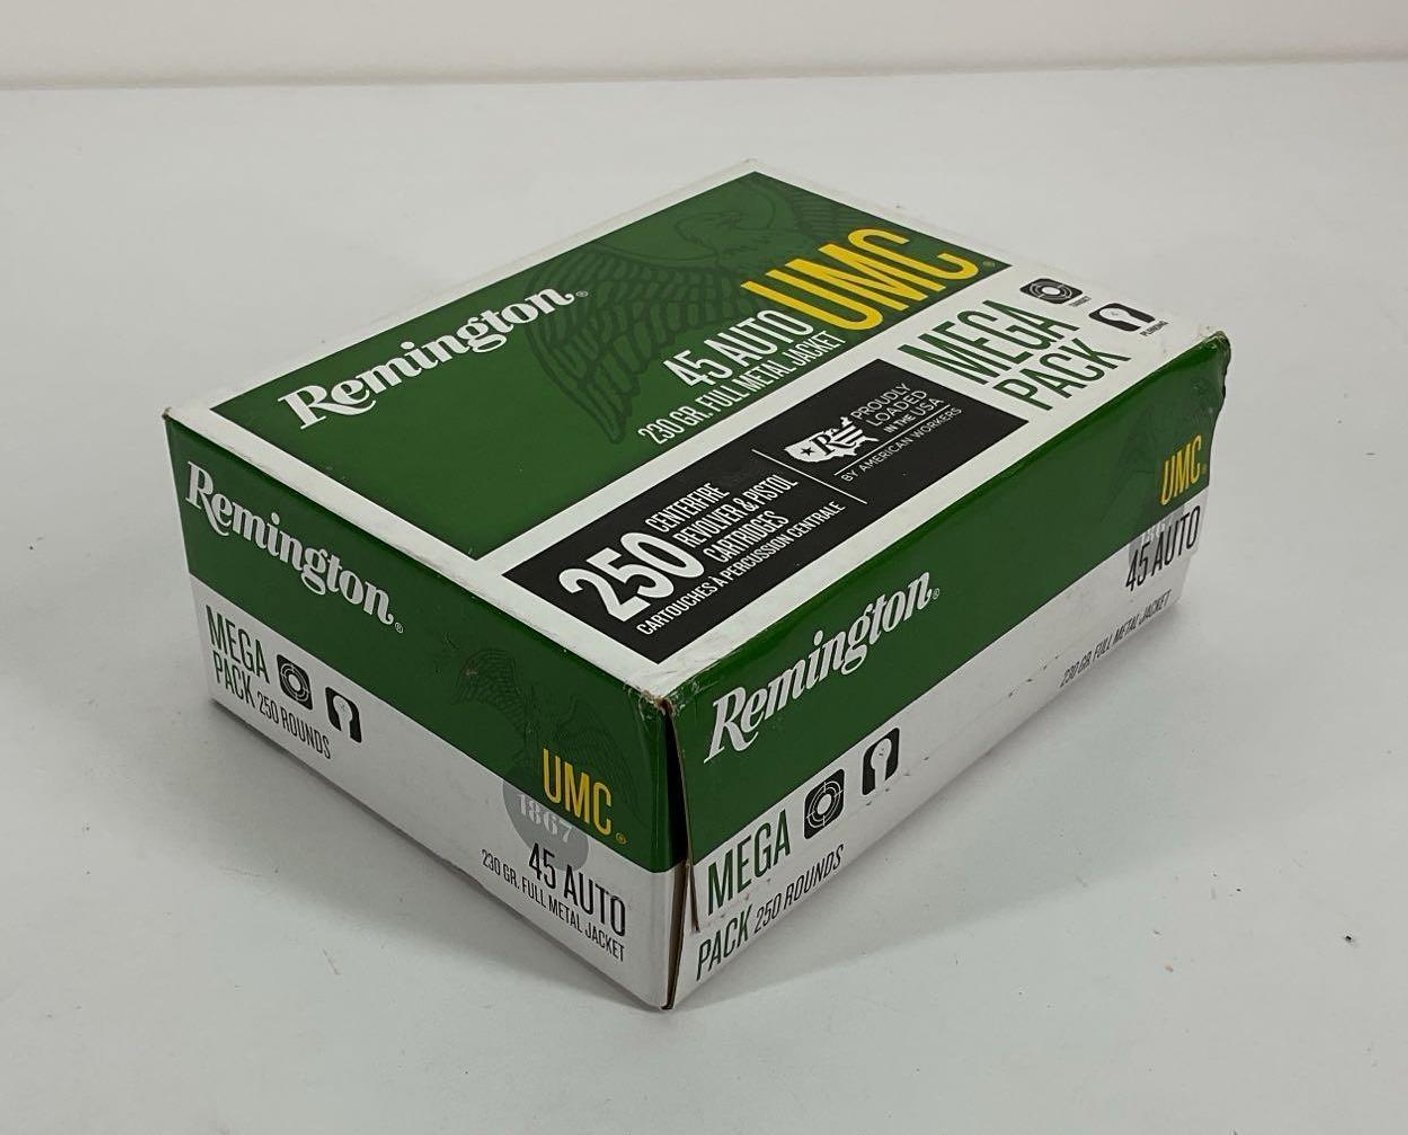 Remington®
45 AUTO
230 GR. FULL METAL JACKET
UMC®
MEGA
PACK
TARGET
PLINKING
250
CENTERFIRE
REVOLVER & PISTOL
CARTRIDGES
CARTOUCHES À PERCUSSION CENTRALE
R
PROUDLY
LOADED
IN THE USA
BY AMERICAN WORKERS
Remington®
MEGA
PACK 250 ROUNDS
UMC®
1867
45 AUTO
230 GR. FULL METAL JACKET
Remington®
MEGA
PACK 250 ROUNDS
UMC®
45 AUTO
230 GR. FULL METAL JACKET